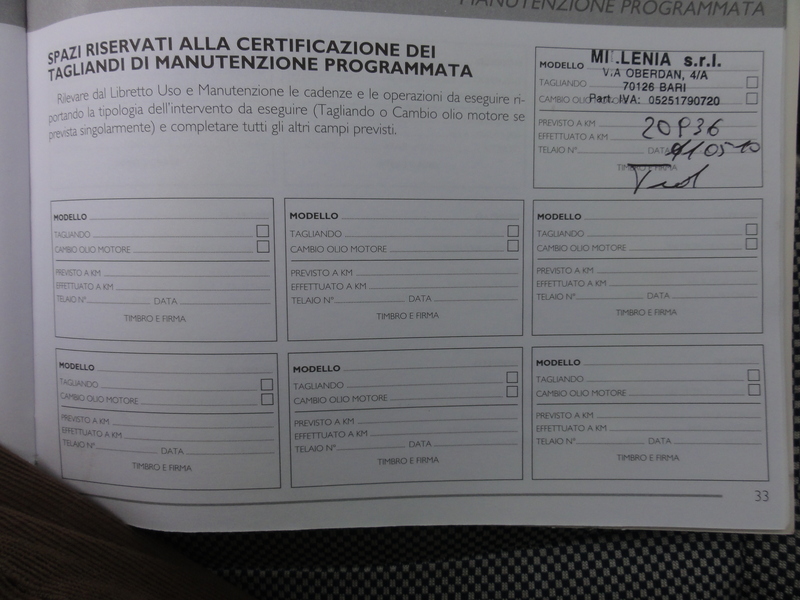 MANUTENZIONE PROGRAMMATA
SPAZI RISERVATI ALLA CERTIFICAZIONE DEI
TAGLIANDI DI MANUTENZIONE PROGRAMMATA
Rilevare dal Libretto Uso e Manutenzione le cadenze e le operazioni da eseguire ri-
portando la tipologia dell'intervento da eseguire (Tagliando o Cambio olio motore se
prevista singolarmente) e completare tutti gli altri campi previsti.
MODELLO MILLENIA s.r.l.
VIA OBERDAN, 4/A
TAGLIANDO 70126 BARI
CAMBIO Part. IVA: 05251790720
PREVISTO A KM
EFFETTUATO A KM
TELAIO N° DATA
TIMBRO E FIRMA
MODELLO
TAGLIANDO
CAMBIO OLIO MOTORE
PREVISTO A KM
EFFETTUATO A KM
TELAIO N° DATA
TIMBRO E FIRMA
MODELLO
TAGLIANDO
CAMBIO OLIO MOTORE
PREVISTO A KM
EFFETTUATO A KM
TELAIO N° DATA
TIMBRO E FIRMA
MODELLO
TAGLIANDO
CAMBIO OLIO MOTORE
PREVISTO A KM
EFFETTUATO A KM
TELAIO N° DATA
TIMBRO E FIRMA
MODELLO
TAGLIANDO
CAMBIO OLIO MOTORE
PREVISTO A KM
EFFETTUATO A KM
TELAIO N° DATA
TIMBRO E FIRMA
MODELLO
TAGLIANDO
CAMBIO OLIO MOTORE
PREVISTO A KM
EFFETTUATO A KM
TELAIO N° DATA
TIMBRO E FIRMA
MODELLO
TAGLIANDO
CAMBIO OLIO MOTORE
PREVISTO A KM
EFFETTUATO A KM
TELAIO N° DATA
TIMBRO E FIRMA
33